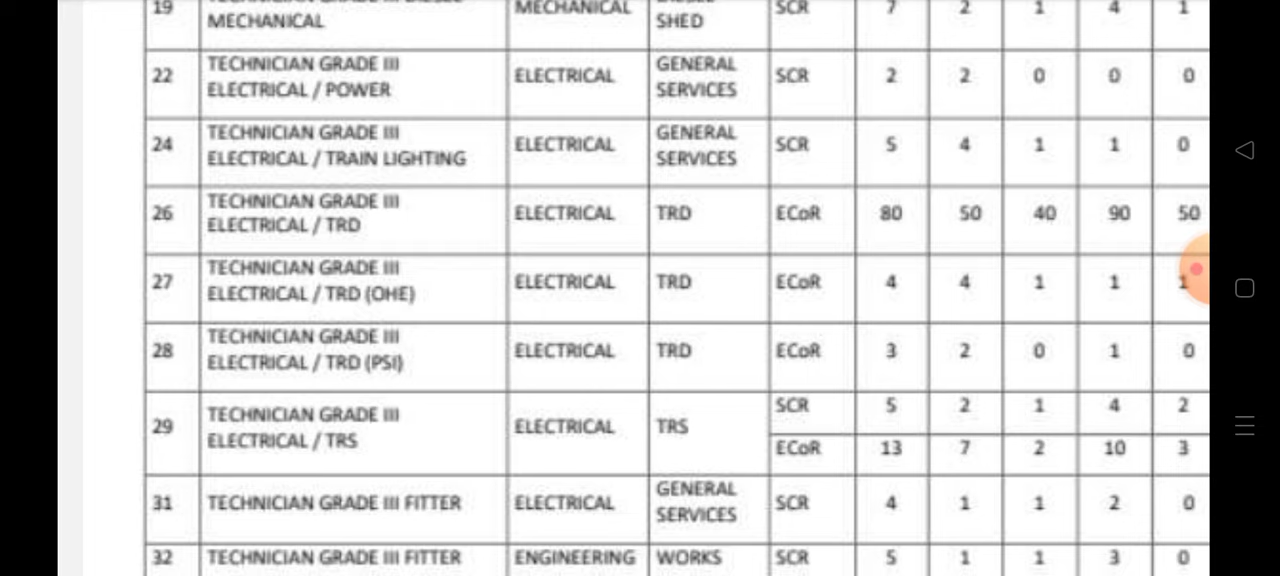 19 MECHANICAL MECHANICAL SHED SCR 7 2 1 4 1
22 TECHNICIAN GRADE III ELECTRICAL / POWER ELECTRICAL GENERAL SERVICES SCR 2 2 0 0 0
24 TECHNICIAN GRADE III ELECTRICAL / TRAIN LIGHTING ELECTRICAL GENERAL SERVICES SCR 5 4 1 1 0
26 TECHNICIAN GRADE III ELECTRICAL / TRD ELECTRICAL TRD ECoR 80 50 40 90 50
27 TECHNICIAN GRADE III ELECTRICAL / TRD (OHE) ELECTRICAL TRD ECoR 4 4 1 1 1
28 TECHNICIAN GRADE III ELECTRICAL / TRD (PSI) ELECTRICAL TRD ECoR 3 2 0 1 0
29 TECHNICIAN GRADE III ELECTRICAL / TRS ELECTRICAL TRS SCR 5 2 1 4 2
ECoR 13 7 2 10 3
31 TECHNICIAN GRADE III FITTER ELECTRICAL GENERAL SERVICES SCR 4 1 1 2 0
32 TECHNICIAN GRADE III FITTER ENGINEERING WORKS SCR 5 1 1 3 0